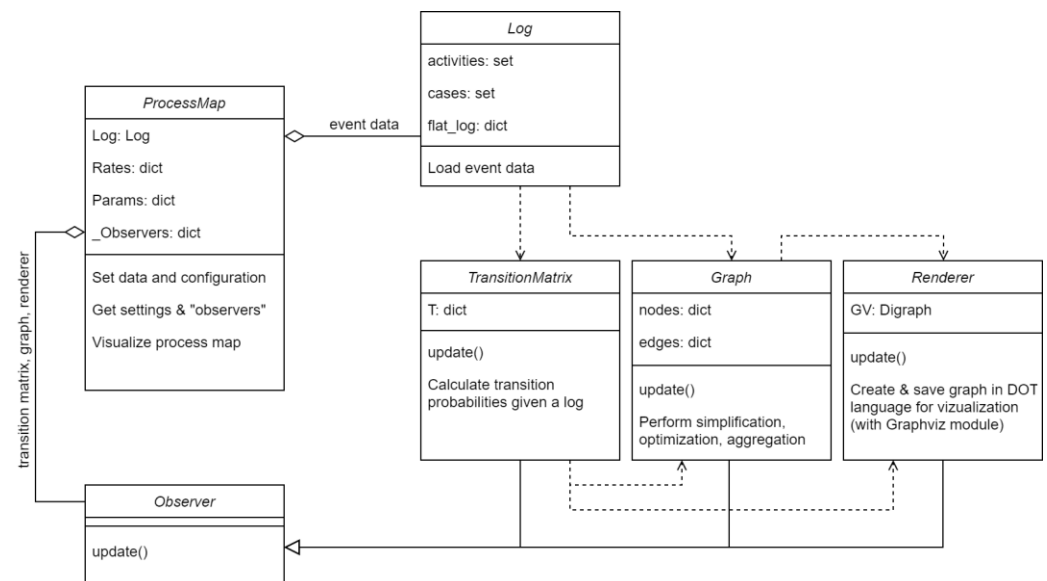 Log
activities: set
cases: set
flat_log: dict
Load event data
ProcessMap
Log: Log
Rates: dict
Params: dict
_Observers: dict
Set data and configuration
Get settings & "observers"
Visualize process map
event data
transition matrix, graph, renderer
TransitionMatrix
T: dict
update()
Calculate transition
probabilities given a log
Graph
nodes: dict
edges: dict
update()
Perform simplification,
optimization, aggregation
Renderer
GV: Digraph
update()
Create & save graph in DOT
language for vizualization
(with Graphviz module)
Observer
update()